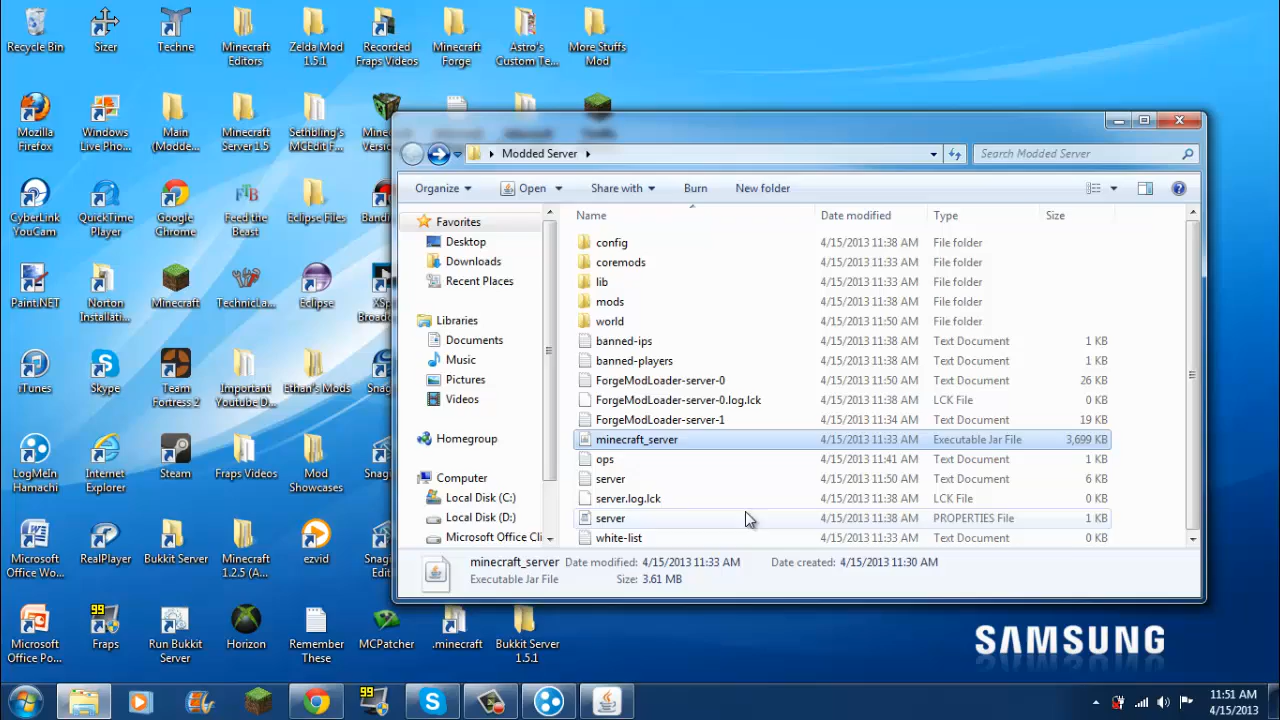 Recycle Bin
Sizer
Techne
Minecraft
Editors
Zelda Mod
1.5.1
Recorded
Fraps Videos
Minecraft
Forge
Astro's
Custom Te...
More Stuffs
Mod
Mozilla
Firefox
Windows
Live Pho...
Main
(Modde...
Minecraft
Server 1.5
Sethbling's
MCEdit F...
CyberLink
YouCam
QuickTime
Player
Google
Chrome
Feed the
Beast
Eclipse Files
Paint.NET
Norton
Installati...
Minecraft
TechnicLa...
Eclipse
iTunes
Skype
Team
Fortress 2
Important
Youtube D...
Ethan's Mods
LogMeIn
Hamachi
Internet
Explorer
Steam
Fraps Videos
Mod
Showcases
Microsoft
Office Wo...
RealPlayer
Bukkit Server
Minecraft
1.2.5 (A...
ezvid
Microsoft
Office Po...
99
Fraps
Run Bukkit
Server
Horizon
Remember
These
MCPatcher
.minecraft
Bukkit Server
1.5.1
Modded Server
Search Modded Server
Organize
Open
Share with
Burn
New folder
Favorites
Desktop
Downloads
Recent Places
Libraries
Documents
Music
Pictures
Videos
Homegroup
Computer
Local Disk (C:)
Local Disk (D:)
Microsoft Office Cli
Name Date modified Type Size
config 4/15/2013 11:38 AM File folder
coremods 4/15/2013 11:33 AM File folder
lib 4/15/2013 11:33 AM File folder
mods 4/15/2013 11:38 AM File folder
world 4/15/2013 11:50 AM File folder
banned-ips 4/15/2013 11:38 AM Text Document 1 KB
banned-players 4/15/2013 11:38 AM Text Document 1 KB
ForgeModLoader-server-0 4/15/2013 11:50 AM Text Document 26 KB
ForgeModLoader-server-0.log.lck 4/15/2013 11:38 AM LCK File 0 KB
ForgeModLoader-server-1 4/15/2013 11:34 AM Text Document 19 KB
minecraft_server 4/15/2013 11:33 AM Executable Jar File 3,699 KB
ops 4/15/2013 11:41 AM Text Document 1 KB
server 4/15/2013 11:50 AM Text Document 6 KB
server.log.lck 4/15/2013 11:38 AM LCK File 0 KB
server 4/15/2013 11:38 AM PROPERTIES File 1 KB
white-list 4/15/2013 11:33 AM Text Document 0 KB
minecraft_server Date modified: 4/15/2013 11:33 AM Date created: 4/15/2013 11:30 AM
Executable Jar File Size: 3.61 MB
SAMSUNG
99
11:51 AM
4/15/2013